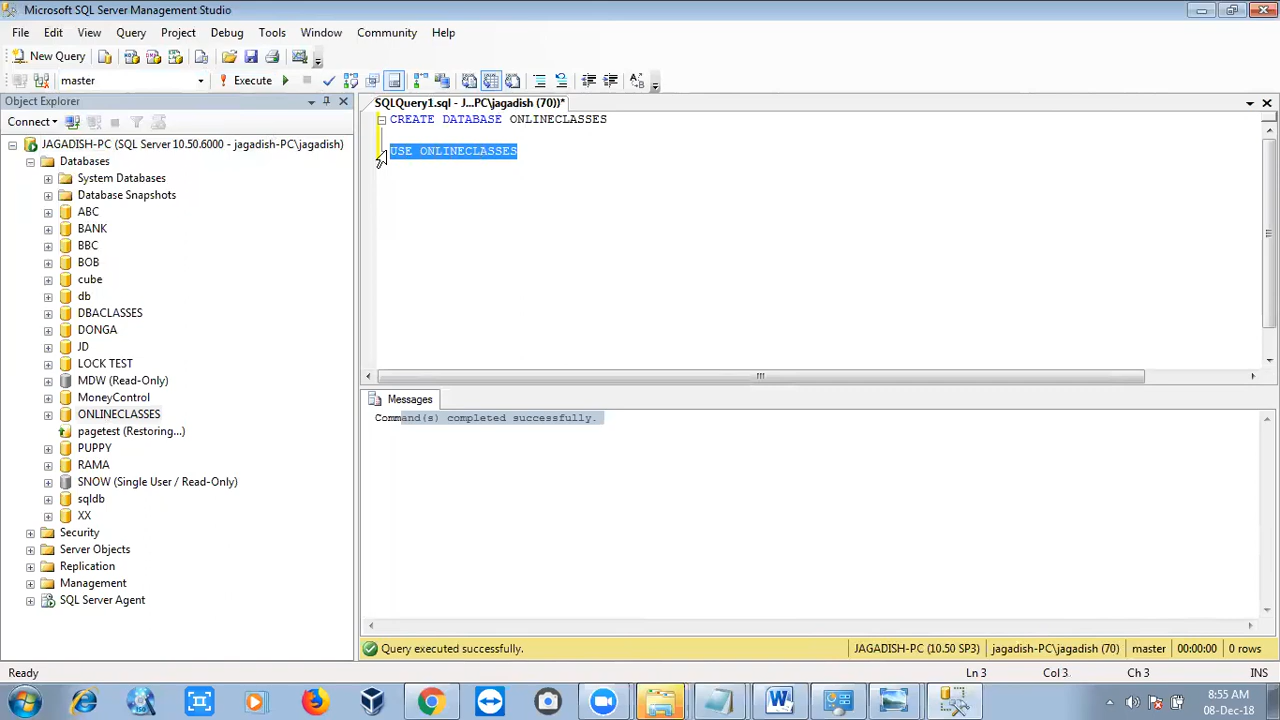 Microsoft SQL Server Management Studio
File Edit View Query Project Debug Tools Window Community Help
New Query
master Execute
Object Explorer
SQLQuery1.sql - J...PC\jagadish (70))*
Connect
CREATE DATABASE ONLINECLASSES
JAGADISH-PC (SQL Server 10.50.6000 - jagadish-PC\jagadish)
USE ONLINECLASSES
Databases
System Databases
Database Snapshots
ABC
BANK
BBC
BOB
cube
db
DBACLASSES
DONGA
JD
LOCK TEST
MDW (Read-Only)
MoneyControl
ONLINECLASSES
pagetest (Restoring...)
PUPPY
RAMA
SNOW (Single User / Read-Only)
sqldb
XX
Security
Server Objects
Replication
Management
SQL Server Agent
Messages
Command(s) completed successfully.
Query executed successfully. JAGADISH-PC (10.50 SP3) jagadish-PC\jagadish (70) master 00:00:00 0 rows
Ready Ln 3 Col 3 Ch 3 INS
8:55 AM
08-Dec-18